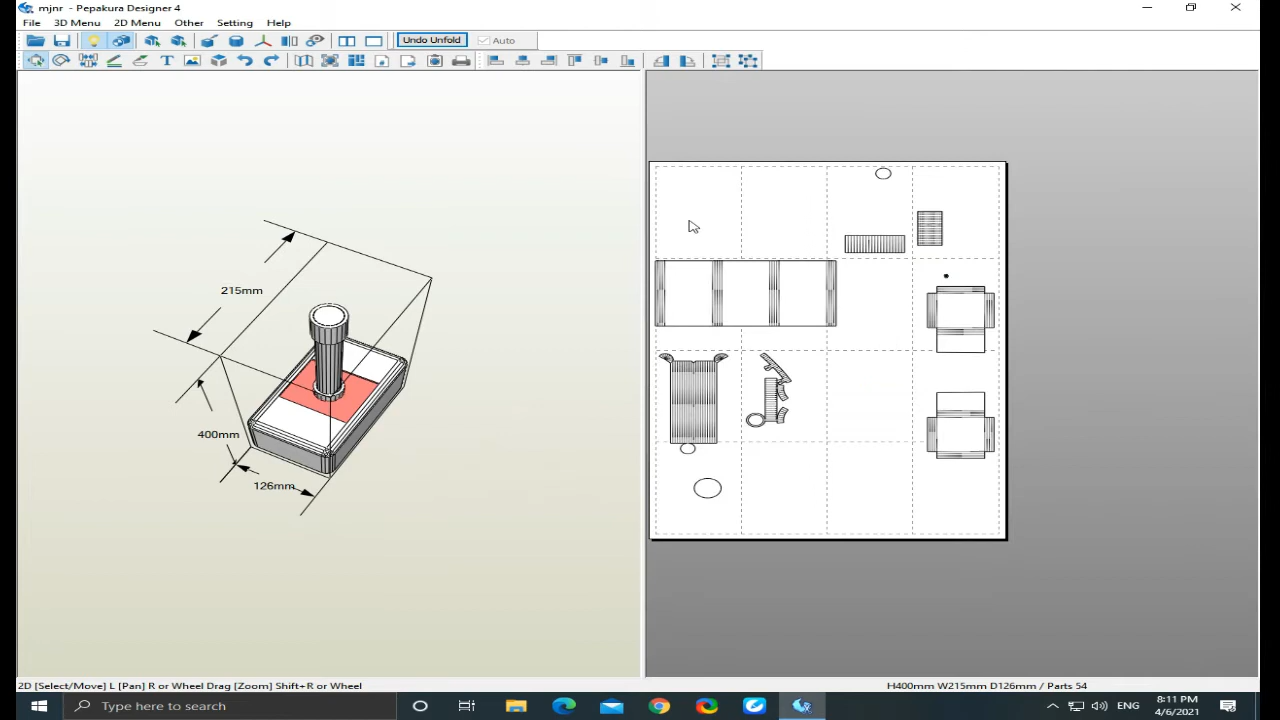 mjnr - Pepakura Designer 4
File 3D Menu 2D Menu Other Setting Help
Undo Unfold Auto
215mm
400mm
126mm
2D [Select/Move] L [Pan] R or Wheel Drag [Zoom] Shift+R or Wheel
H400mm W215mm D126mm / Parts 54
Type here to search
ENG
8:11 PM
4/6/2021